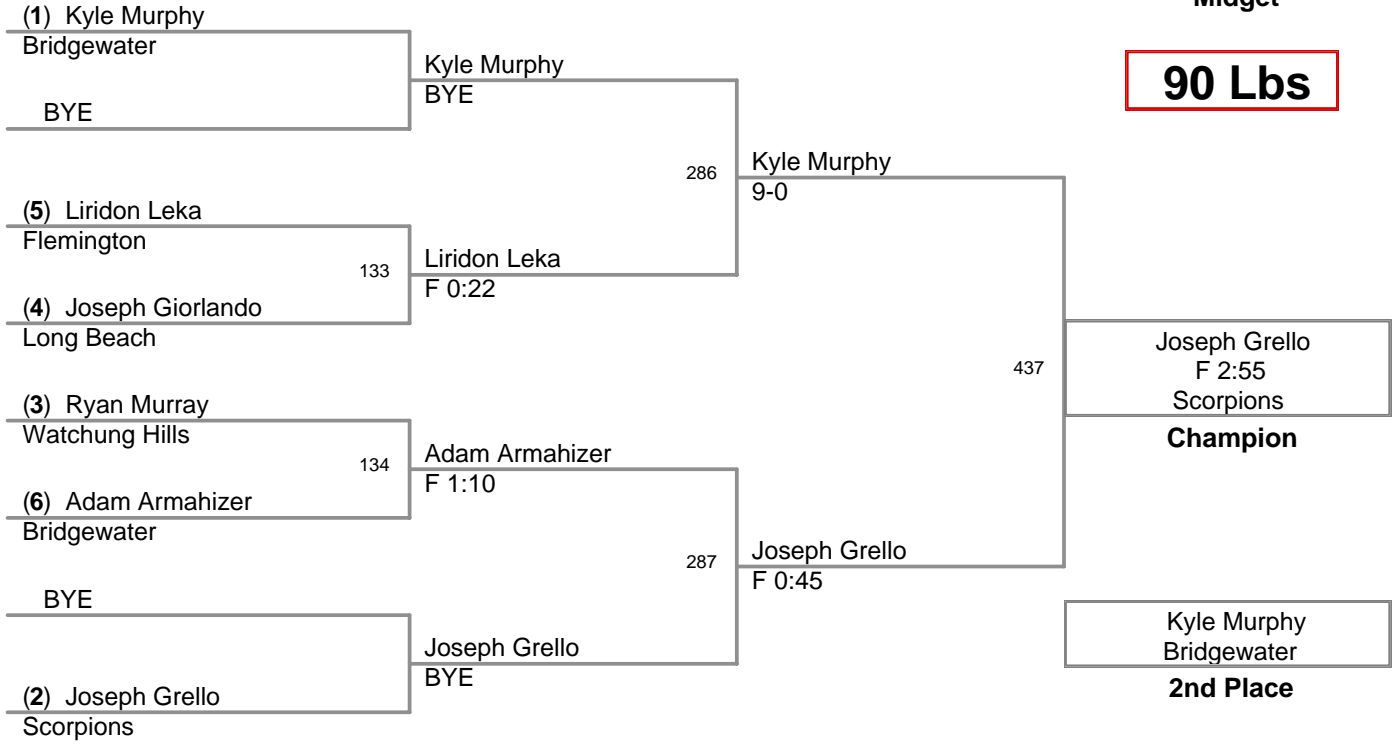 Midget
90 Lbs
(1) Kyle Murphy
Bridgewater
BYE
(5) Liridon Leka
Flemington
133
(4) Joseph Giorlando
Long Beach
(3) Ryan Murray
Watchung Hills
134
(6) Adam Armahizer
Bridgewater
BYE
(2) Joseph Grello
Scorpions
Kyle Murphy
BYE
286
Liridon Leka
F 0:22
Adam Armahizer
F 1:10
287
Joseph Grello
BYE
Kyle Murphy
9-0
437
Joseph Grello
F 0:45
Joseph Grello
F 2:55
Scorpions
Champion
Kyle Murphy
Bridgewater
2nd Place